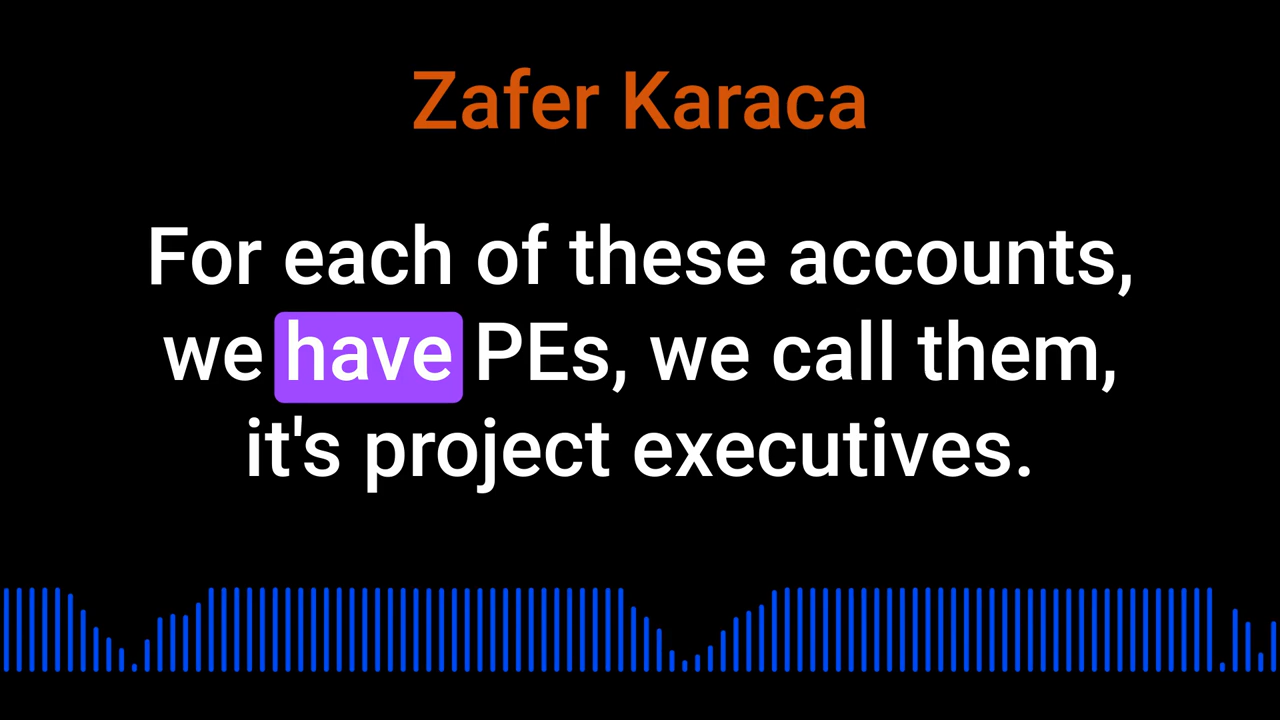 Zafer Karaca
For each of these accounts,
we have PEs, we call them,
it's project executives.